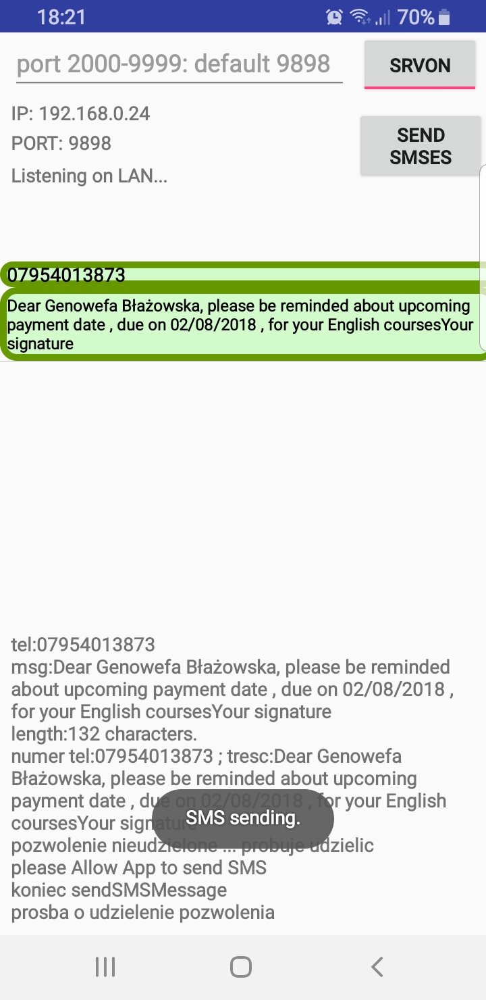 18:21
70%
port 2000-9999: default 9898
SRVON
IP: 192.168.0.24
PORT: 9898
SEND
SMSES
Listening on LAN...
07954013873
Dear Genowefa Błażowska, please be reminded about upcoming
payment date , due on 02/08/2018 , for your English coursesYour
signature
tel:07954013873
msg:Dear Genowefa Błażowska, please be reminded
about upcoming payment date , due on 02/08/2018 ,
for your English coursesYour signature
length:132 characters.
numer tel:07954013873 ; tresc:Dear Genowefa
Błażowska, please be reminded about upcoming
payment date , due on 02/08/2018 , for your English
coursesYour signature
SMS sending.
pozwolenie nieudzielone ... probuje udzielic
please Allow App to send SMS
koniec sendSMSMessage
prosba o udzielenie pozwolenia